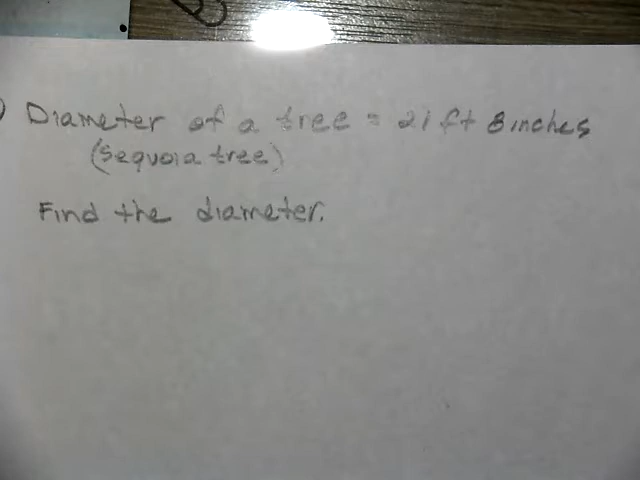 Diameter of a tree = 21 ft 8 inches
(Sequoia tree)
Find the diameter.